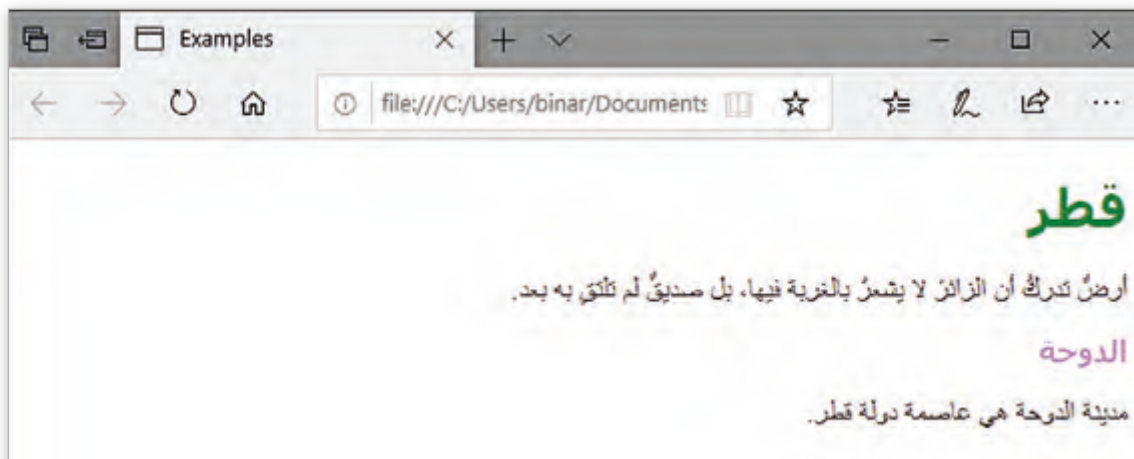 Examples
file:///C:/Users/binar/Documents
قطر
أرضٌ تدركُ أن الزائرَ لا يشعرُ بالغربة فيها، بل صديقٌ لم تلتقِ به بعد.
الدوحة
مدينة الدوحة هي عاصمة دولة قطر.